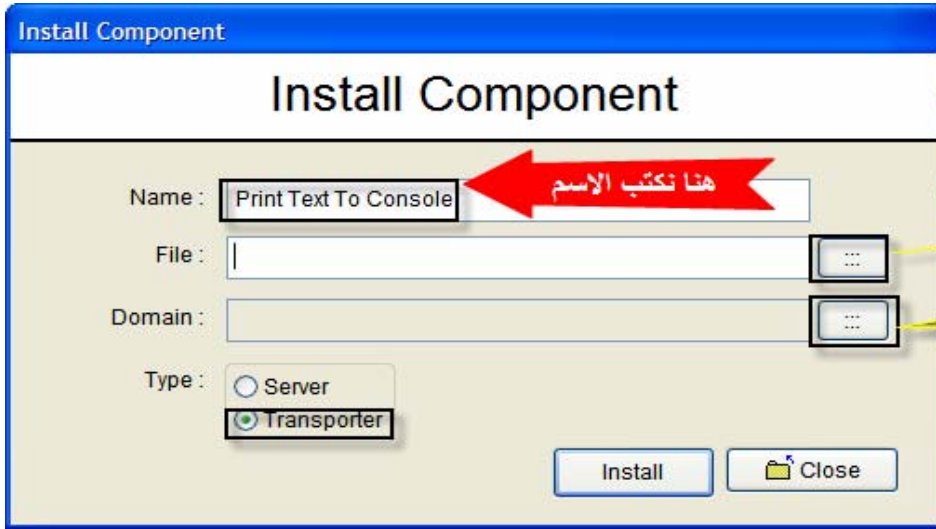 Install Component
Install Component
Name : Print Text To Console هنا نكتب الاسم
File : :::
Domain : :::
Type : Server
Transporter
Install Close